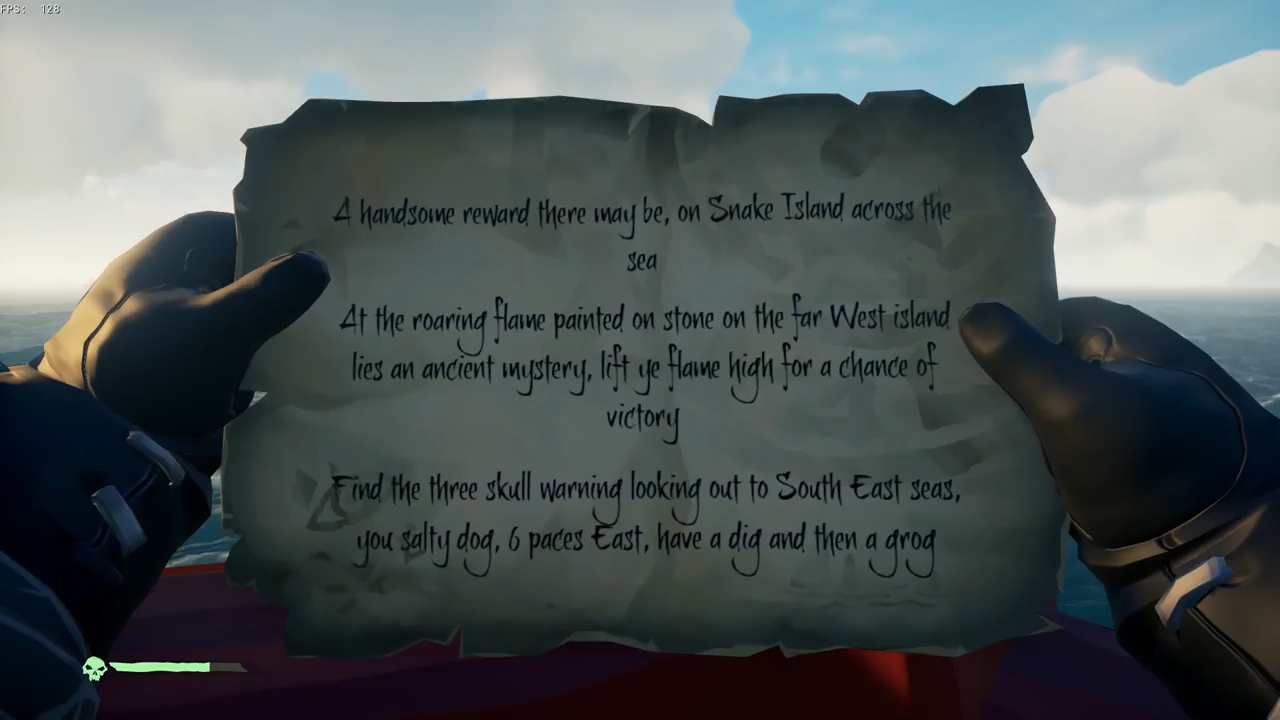 FPS: 128
A handsome reward there may be, on Snake Island across the
sea
At the roaring flame painted on stone on the far West island
lies an ancient mystery, lift ye flame high for a chance of
victory
Find the three skull warning looking out to South East seas,
you salty dog, 6 paces East, have a dig and then a grog